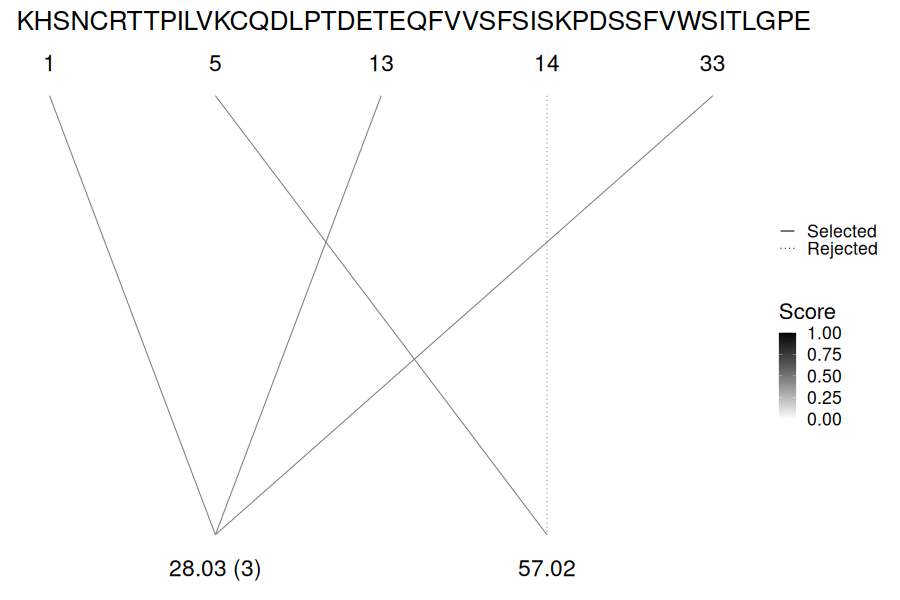 KHSNCRTTPILVKCQDLPTDETEQFVVSFSISKPDSSFVWSITLGPE
1 5 13 14 33
Selected
Rejected
Score
1.00
0.75
0.50
0.25
0.00
28.03 (3) 57.02